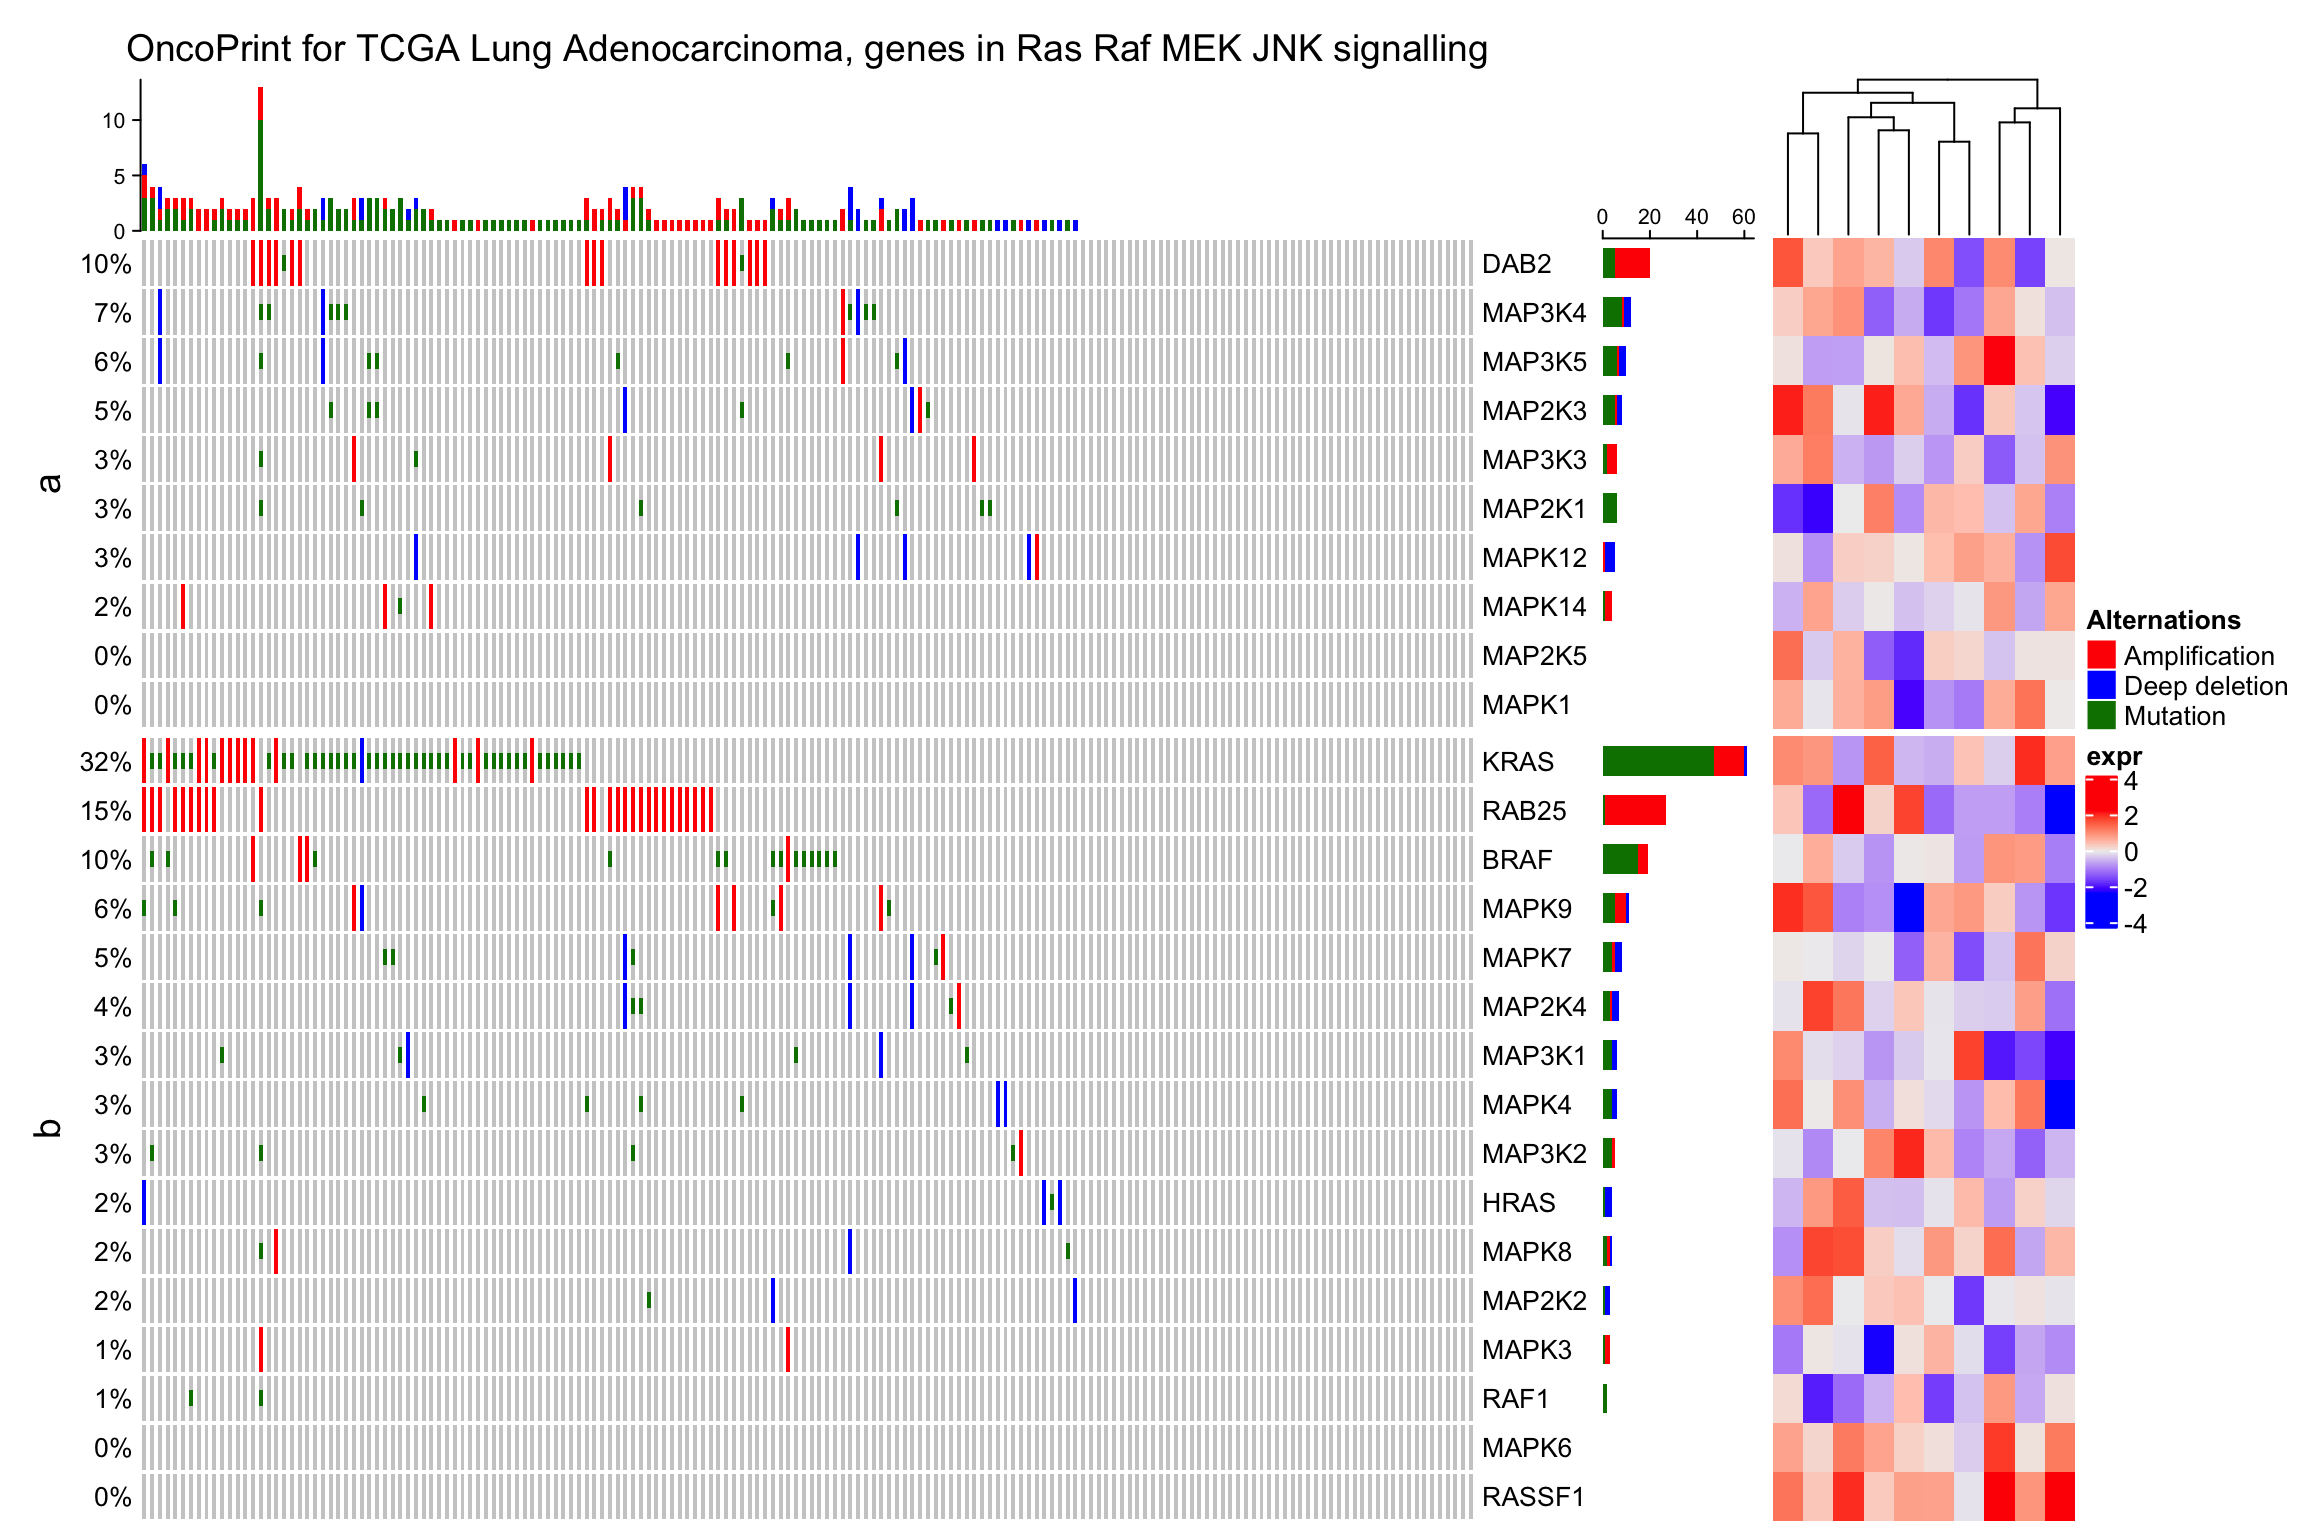 OncoPrint for TCGA Lung Adenocarcinoma, genes in Ras Raf MEK JNK signalling
10
5
0
0 20 40 60
a
10% DAB2
7% MAP3K4
6% MAP3K5
5% MAP2K3
3% MAP3K3
3% MAP2K1
3% MAPK12
2% MAPK14
0% MAP2K5
0% MAPK1
b
32% KRAS
15% RAB25
10% BRAF
6% MAPK9
5% MAPK7
4% MAP2K4
3% MAP3K1
3% MAPK4
3% MAP3K2
2% HRAS
2% MAPK8
2% MAP2K2
1% MAPK3
1% RAF1
0% MAPK6
0% RASSF1
Alternations
Amplification
Deep deletion
Mutation
expr
4
2
0
-2
-4